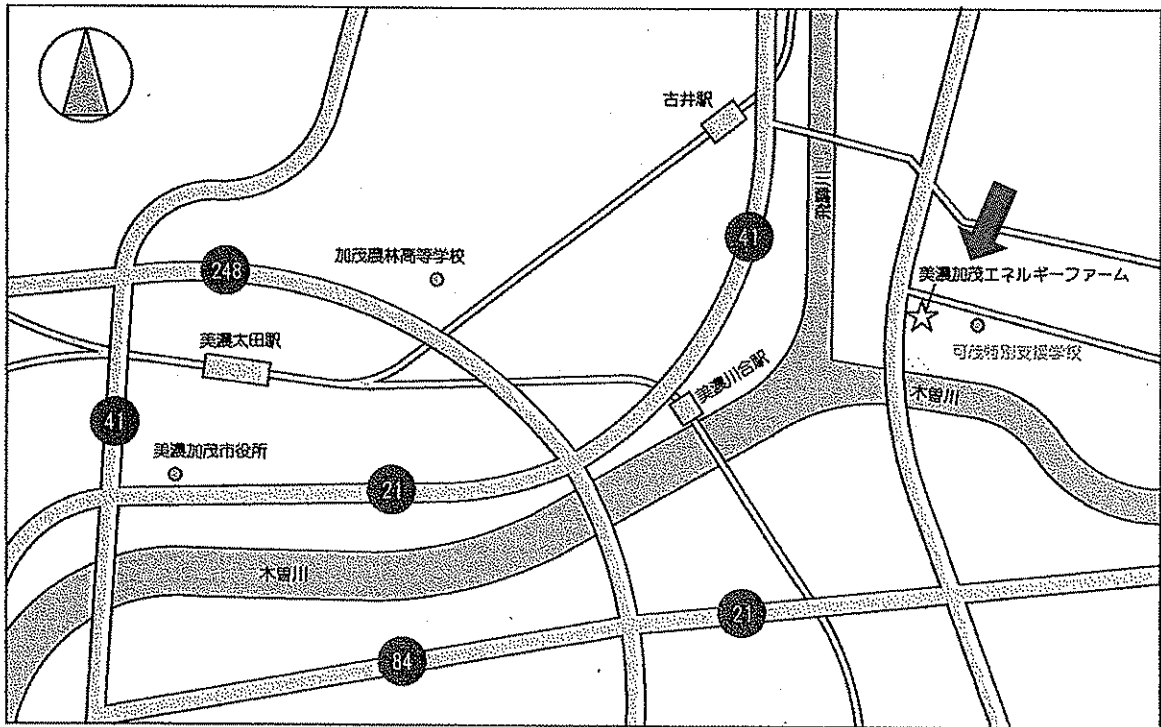 古井駅
飛騨川
41
加茂農林高等学校
248
美濃加茂エネルギーファーム
美濃太田駅
可茂特別支援学校
美濃川合駅
木曽川
41
美濃加茂市役所
21
木曽川
21
84